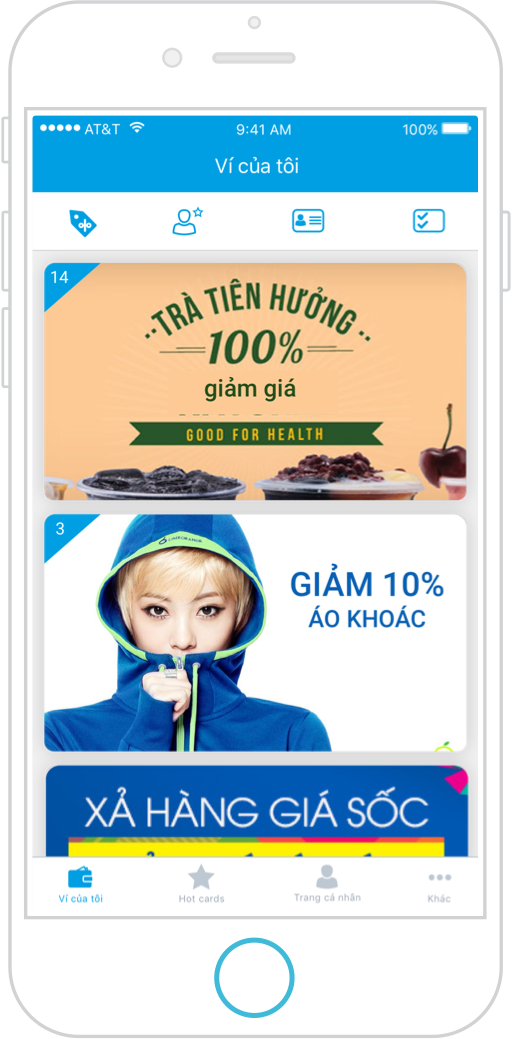 AT&T 9:41 AM 100%
Ví của tôi
14
··TRÀ TIÊN HƯỞNG··
100%
giảm giá
GOOD FOR HEALTH
3
LIMEORANGE
GIẢM 10%
ÁO KHOÁC
XẢ HÀNG GIÁ SỐC
Ví của tôi Hot cards Trang cá nhân Khác